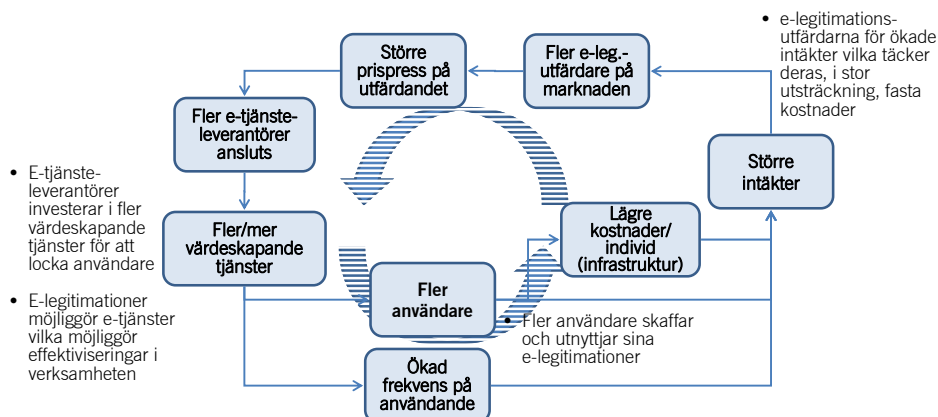 • e-legitimations-
utfärdarna för ökade
intäkter vilka täcker
deras, i stor
utsträckning, fasta
kostnader
Större
prispress på
utfärdandet
Fler e-leg.-
utfärdare på
marknaden
Fler e-tjänste-
leverantörer
ansluts
Större
intäkter
• E-tjänste-
leverantörer
investerar i fler
värdeskapande
tjänster för att
locka användare
Fler/mer
värdeskapande
tjänster
Lägre
kostnader/
individ
(infrastruktur)
Fler
användare
• E-legitimationer
möjliggör e-tjänster
vilka möjliggör
effektiviseringar i
verksamheten
• Fler användare skaffar
och utnyttjar sina
e-legitimationer
Ökad
frekvens på
användande